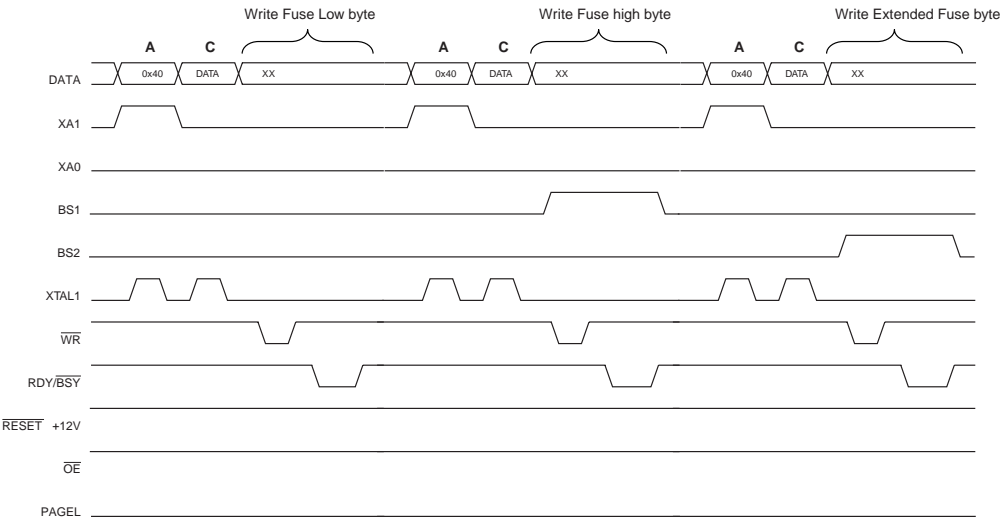 Write Fuse Low byte Write Fuse high byte Write Extended Fuse byte
A C A C A C
DATA 0x40 DATA XX 0x40 DATA XX 0x40 DATA XX
XA1
XA0
BS1
BS2
XTAL1
WR
RDY/BSY
RESET +12V
OE
PAGEL